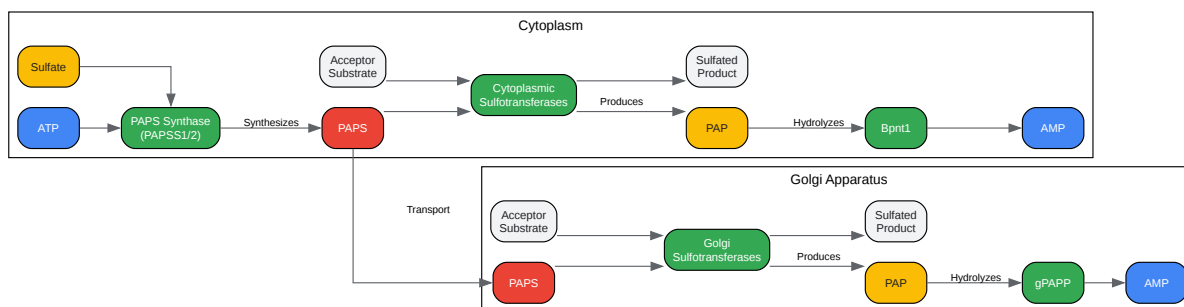 Cytoplasm
Sulfate
Acceptor
Substrate
Sulfated
Product
Cytoplasmic
Sulfotransferases
Produces
ATP
PAPS Synthase
(PAPSS1/2)
Synthesizes
PAPS
PAP
Hydrolyzes
Bpnt1
AMP
Golgi Apparatus
Transport
Acceptor
Substrate
Sulfated
Product
Golgi
Sulfotransferases
Produces
PAPS
PAP
Hydrolyzes
gPAPP
AMP